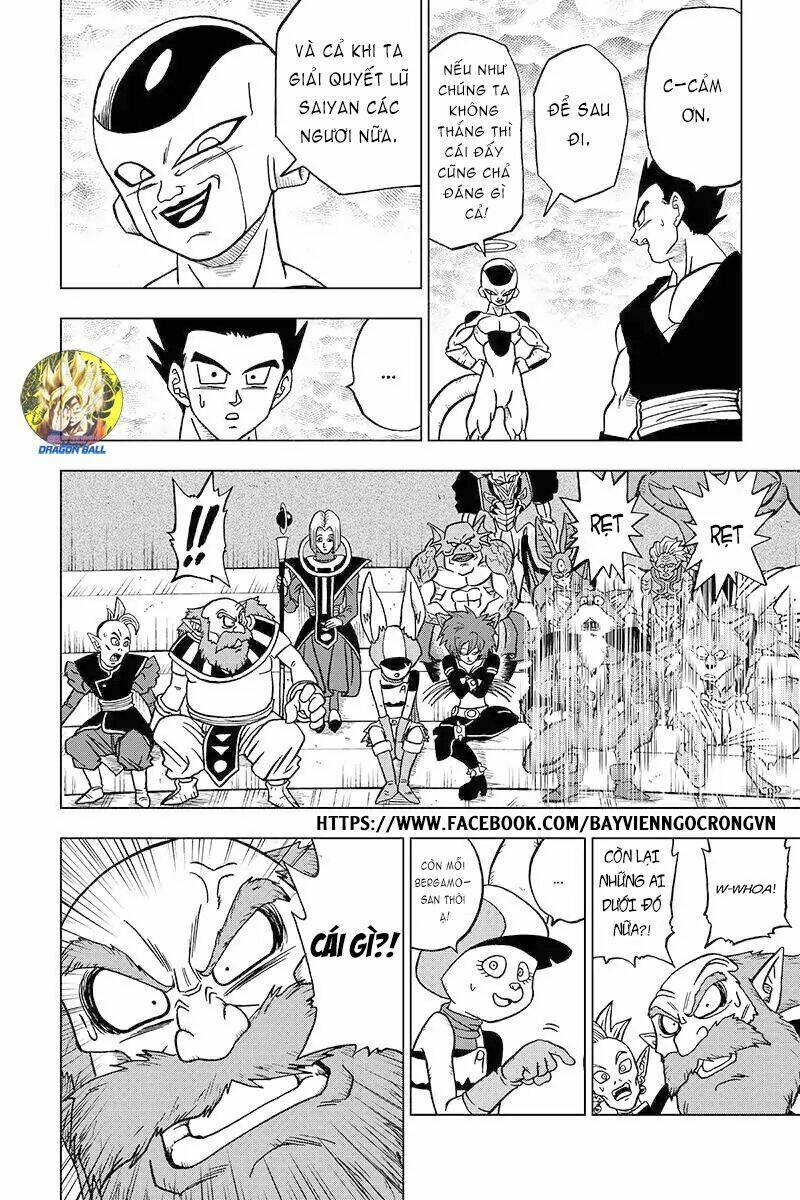 C-CẢM
ƠN.
ĐỂ SAU
ĐI.
NẾU NHƯ
CHÚNG TA
KHÔNG
THẮNG THÌ
CÁI ĐẤY
CŨNG CHẢ
ĐÁNG GÌ
CẢ!
VÀ CẢ KHI TA
GIẢI QUYẾT LŨ
SAIYAN CÁC
NGƯƠI NỮA.
...
DRAGON BALL
RẸT
RẸT
!!
HTTPS://WWW.FACEBOOK.COM/BAYVIENNGOCRONGVN
W-WHOA!
CÒN LẠI
NHỮNG AI
DƯỚI ĐÓ
NỮA?!
...
CÒN MỖI
BERGAMO-
SAN THÔI
Ạ!
CÁI GÌ?!